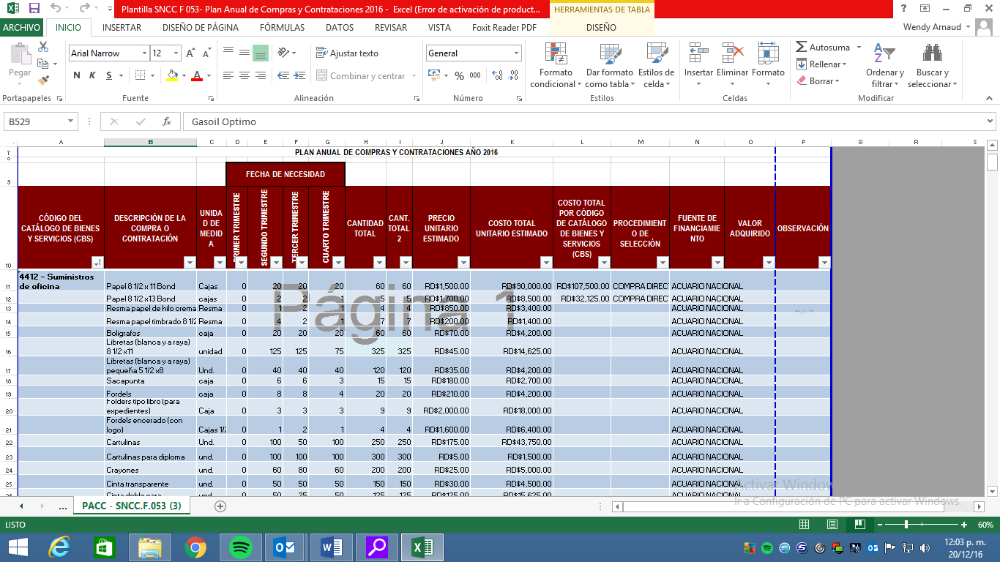 Plantilla SNCC F 053- Plan Anual de Compras y Contrataciones 2016 - Excel (Error de activación de product...
HERRAMIENTAS DE TABLA
ARCHIVO INICIO INSERTAR DISEÑO DE PÁGINA FÓRMULAS DATOS REVISAR VISTA Foxit Reader PDF DISEÑO Wendy Arnaud
Pegar
Arial Narrow 12
N K S
Ajustar texto
Combinar y centrar
General
% 000
Formato condicional
Dar formato como tabla
Estilos de celda
Insertar Eliminar Formato
Autosuma
Rellenar
Borrar
Ordenar y filtrar
Buscar y seleccionar
Portapapeles Fuente Alineación Número Estilos Celdas Modificar
B529 fx Gasoil Optimo
A B C D E F G H I J K L M N O P Q R S
7 PLAN ANUAL DE COMPRAS Y CONTRATACIONES AÑO 2016
9 FECHA DE NECESIDAD
10
CÓDIGO DEL CATÁLOGO DE BIENES Y SERVICIOS (CBS)
DESCRIPCIÓN DE LA COMPRA O CONTRATACIÓN
UNIDA D DE MEDID A
PRIMER TRIMESTRE
SEGUNDO TRIMESTRE
TERCER TRIMESTRE
CUARTO TRIMESTRE
CANTIDAD TOTAL
CANT. TOTAL 2
PRECIO UNITARIO ESTIMADO
COSTO TOTAL UNITARIO ESTIMADO
COSTO TOTAL POR CÓDIGO DE CATÁLOGO DE BIENES Y SERVICIOS (CBS)
PROCEDIMIENT O DE SELECCIÓN
FUENTE DE FINANCIAMIE NTO
VALOR ADQUIRIDO
OBSERVACIÓN
11 4412 - Suministros de oficina Papel 8 1/2 x 11 Bond Cajas 0 20 20 20 60 60 RD$1,500.00 RD$90,000.00 RD$107,500.00 COMPRA DIREC ACUARIO NACIONAL
12 Papel 8 1/2 x13 Bond cajas 0 2 2 1 5 5 RD$1,700.00 RD$8,500.00 RD$32,125.00 COMPRA DIREC ACUARIO NACIONAL
13 Resma papel de hilo crema Resma 0 1 2 1 4 4 RD$850.00 RD$3,400.00 ACUARIO NACIONAL
14 Resma papel timbrado 8 1/2 Resma 0 4 2 1 7 7 RD$200.00 RD$1,400.00 ACUARIO NACIONAL
15 Boligrafos caja 0 20 20 20 60 60 RD$70.00 RD$4,200.00 ACUARIO NACIONAL
16 Libretas (blanca y a raya) 8 1/2 x11 unidad 0 125 125 75 325 325 RD$45.00 RD$14,625.00 ACUARIO NACIONAL
17 Libretas (blanca y a raya) pequeña 5 1/2 x8 Und. 0 40 40 40 120 120 RD$35.00 RD$4,200.00 ACUARIO NACIONAL
18 Sacapunta caja 0 6 6 3 15 15 RD$180.00 RD$2,700.00 ACUARIO NACIONAL
19 Fordels caja 0 8 8 4 20 20 RD$210.00 RD$4,200.00 ACUARIO NACIONAL
20 Folders tipo libro (para expedientes) Caja 0 3 3 3 9 9 RD$2,000.00 RD$18,000.00 ACUARIO NACIONAL
21 Fordels encerado (con logo) Cajas 1/2 0 1 2 1 4 4 RD$1,600.00 RD$6,400.00 ACUARIO NACIONAL
22 Cartulinas Und. 0 100 50 100 250 250 RD$175.00 RD$43,750.00 ACUARIO NACIONAL
23 Cartulinas para diploma und. 0 100 100 100 300 300 RD$5.00 RD$1,500.00 ACUARIO NACIONAL
24 Crayones und. 0 60 80 60 200 200 RD$25.00 RD$5,000.00 ACUARIO NACIONAL
25 Cinta transparente und. 0 50 50 50 150 150 RD$30.00 RD$4,500.00 ACUARIO NACIONAL
26 Cinta doble cara und. 0 50 25 50 125 125 RD$125.00 RD$15,625.00 ACUARIO NACIONAL
Página 1
Activar Windows
Ir a Configuración de PC para activar Windows.
... PACC - SNCC.F.053 (3)
LISTO 60%
12:03 p. m.
20/12/16